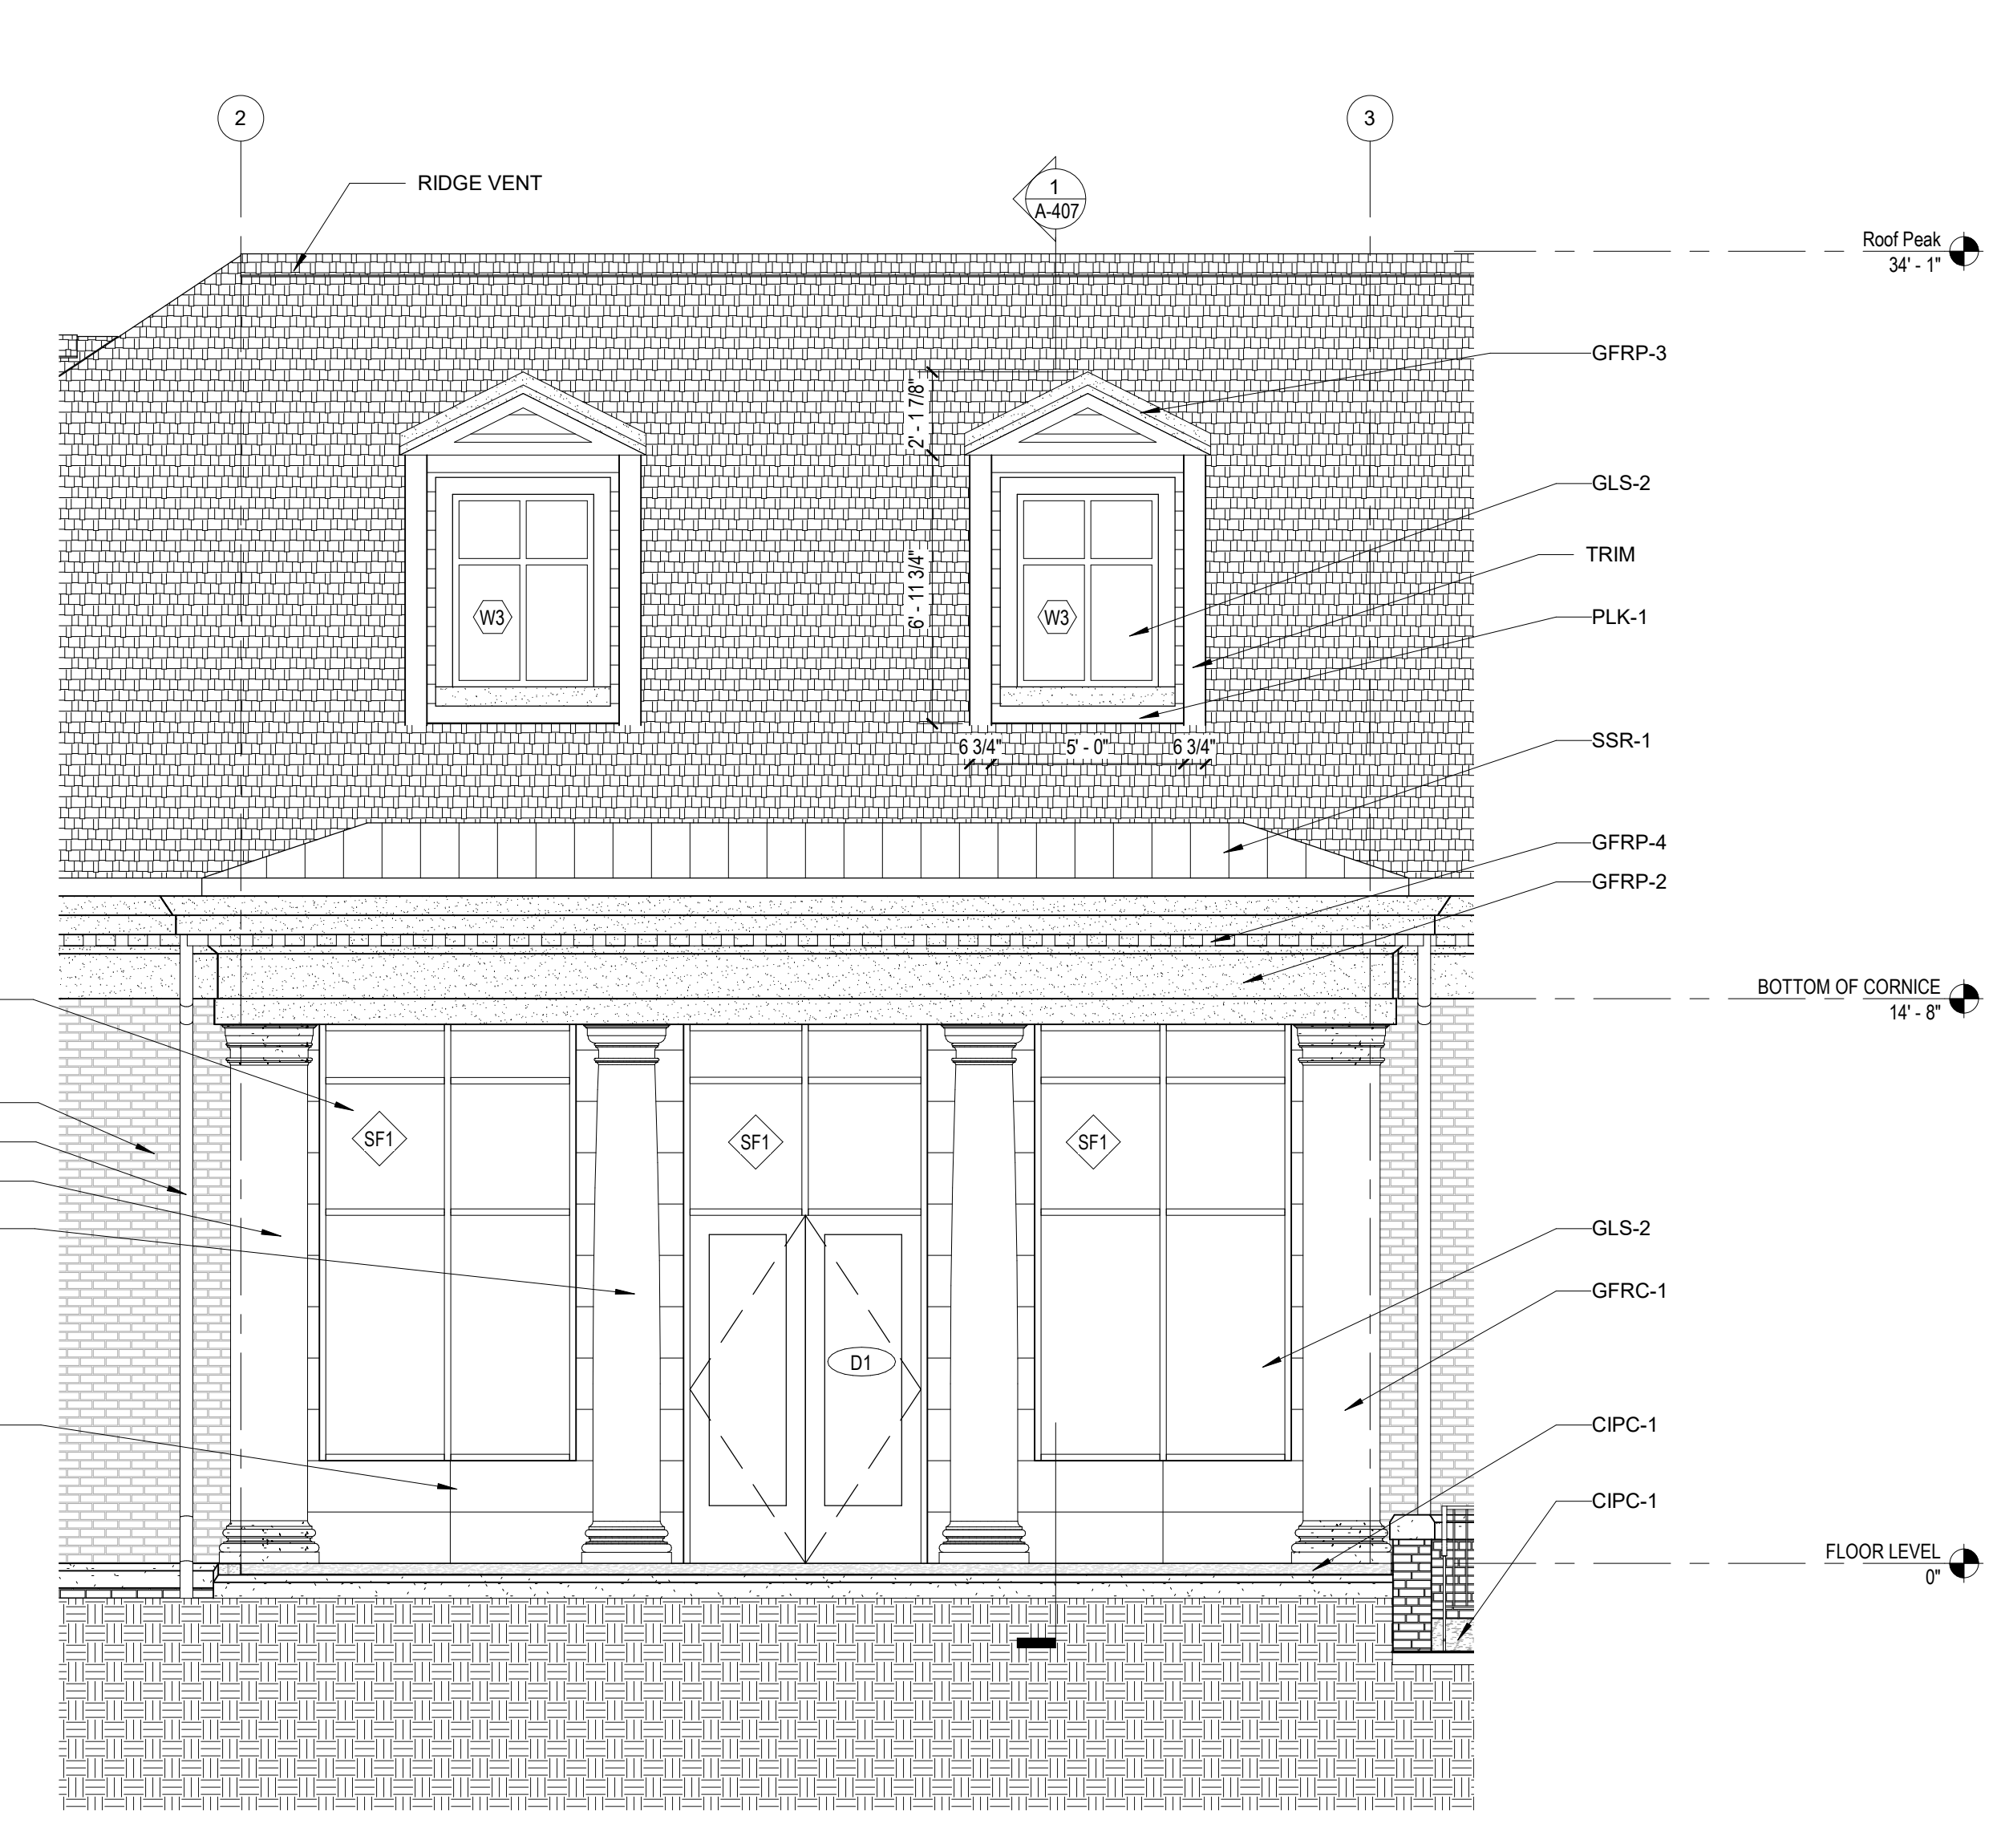 2
3
RIDGE VENT
1
A-407
Roof Peak
34' - 1"
GFRP-3
2' - 1 7/8"
GLS-2
TRIM
6' - 11 3/4"
W3
W3
PLK-1
6 3/4"
5' - 0"
6 3/4"
SSR-1
GFRP-4
GFRP-2
BOTTOM OF CORNICE
14' - 8"
SF1
SF1
SF1
GLS-2
GFRC-1
D1
CIPC-1
CIPC-1
FLOOR LEVEL
0"